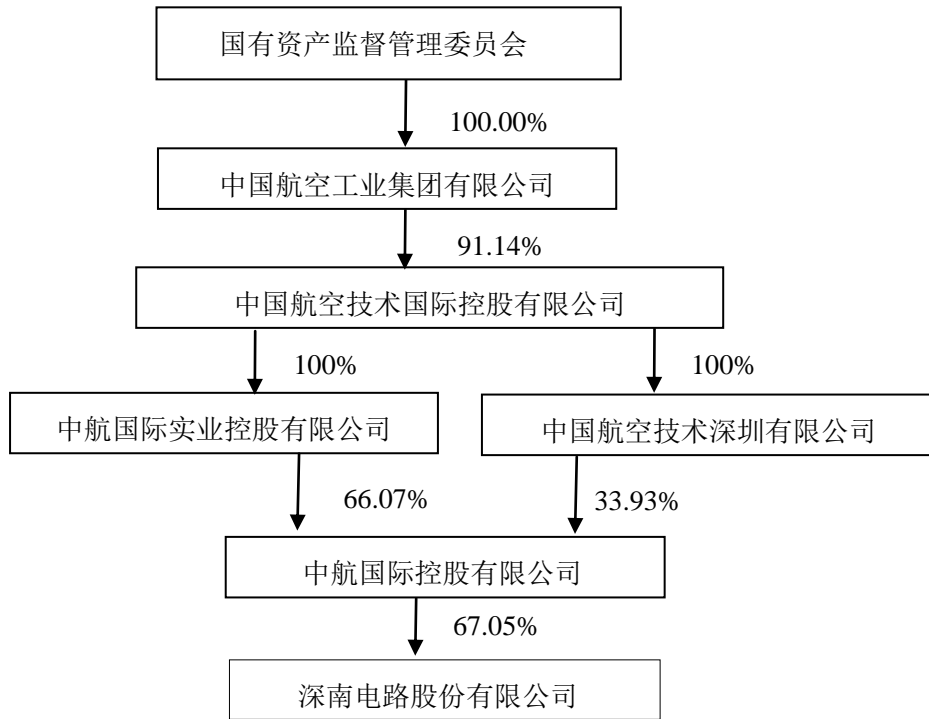 国有资产监督管理委员会
100.00%
中国航空工业集团有限公司
91.14%
中国航空技术国际控股有限公司
100%
100%
中航国际实业控股有限公司
中国航空技术深圳有限公司
66.07%
33.93%
中航国际控股有限公司
67.05%
深南电路股份有限公司